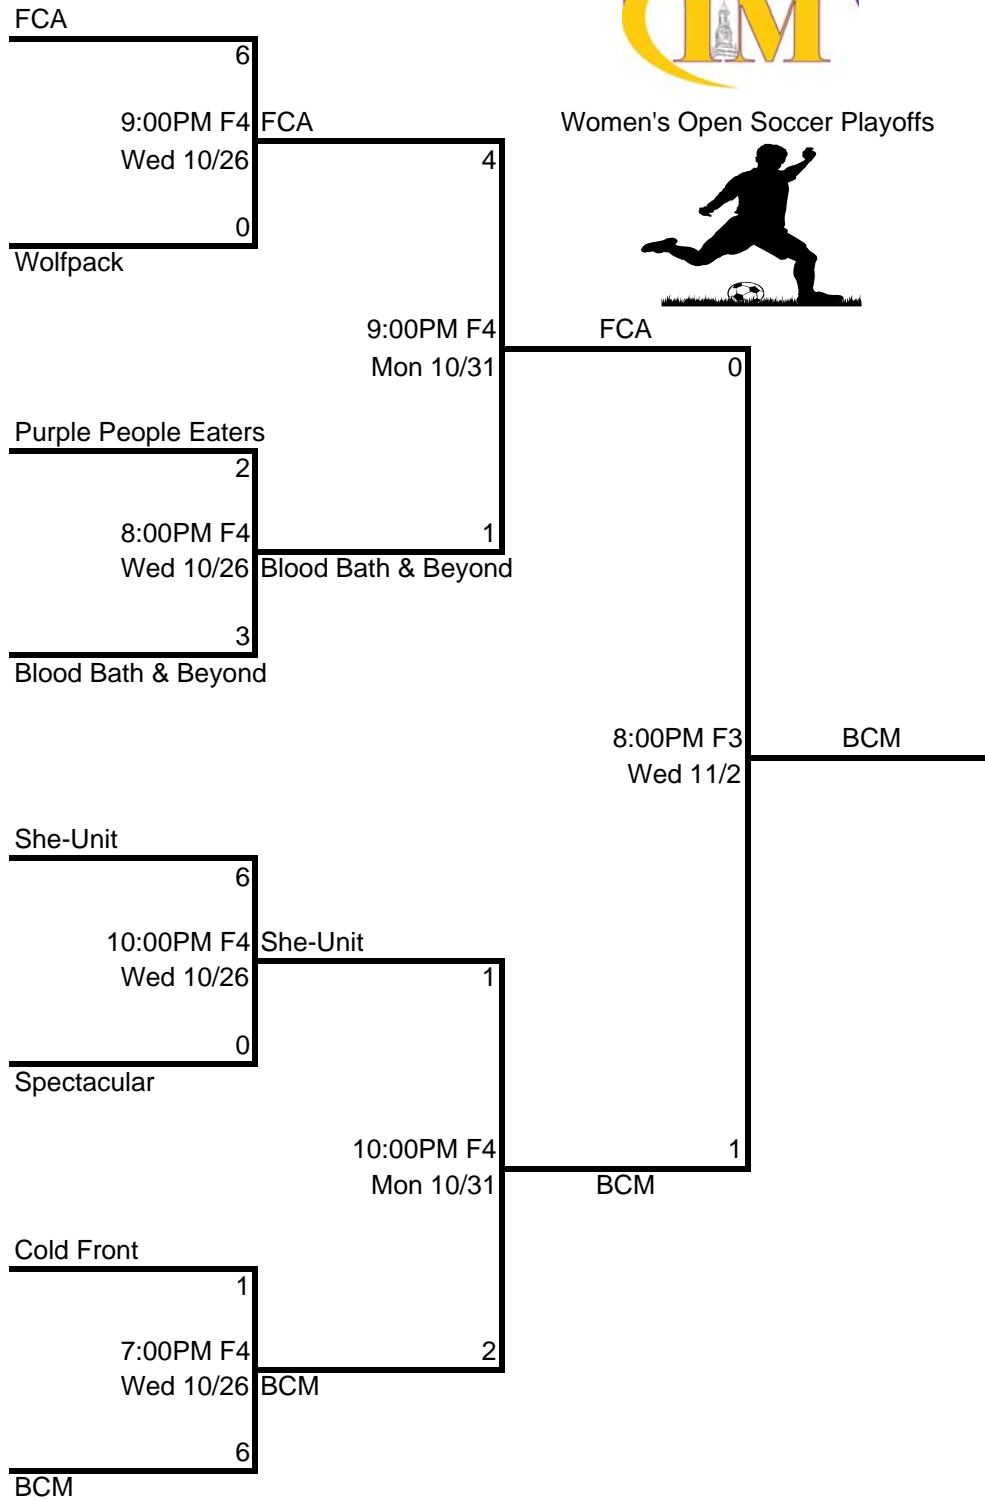 FCA
6
IM
9:00PM F4 FCA
Women's Open Soccer Playoffs
Wed 10/26
4
0
Wolfpack
9:00PM F4
FCA
Mon 10/31
0
Purple People Eaters
2
8:00PM F4
1
Wed 10/26 Blood Bath & Beyond
3
Blood Bath & Beyond
8:00PM F3
BCM
Wed 11/2
She-Unit
6
10:00PM F4 She-Unit
Wed 10/26
1
0
Spectacular
10:00PM F4
1
Mon 10/31
BCM
Cold Front
1
7:00PM F4
2
Wed 10/26 BCM
6
BCM